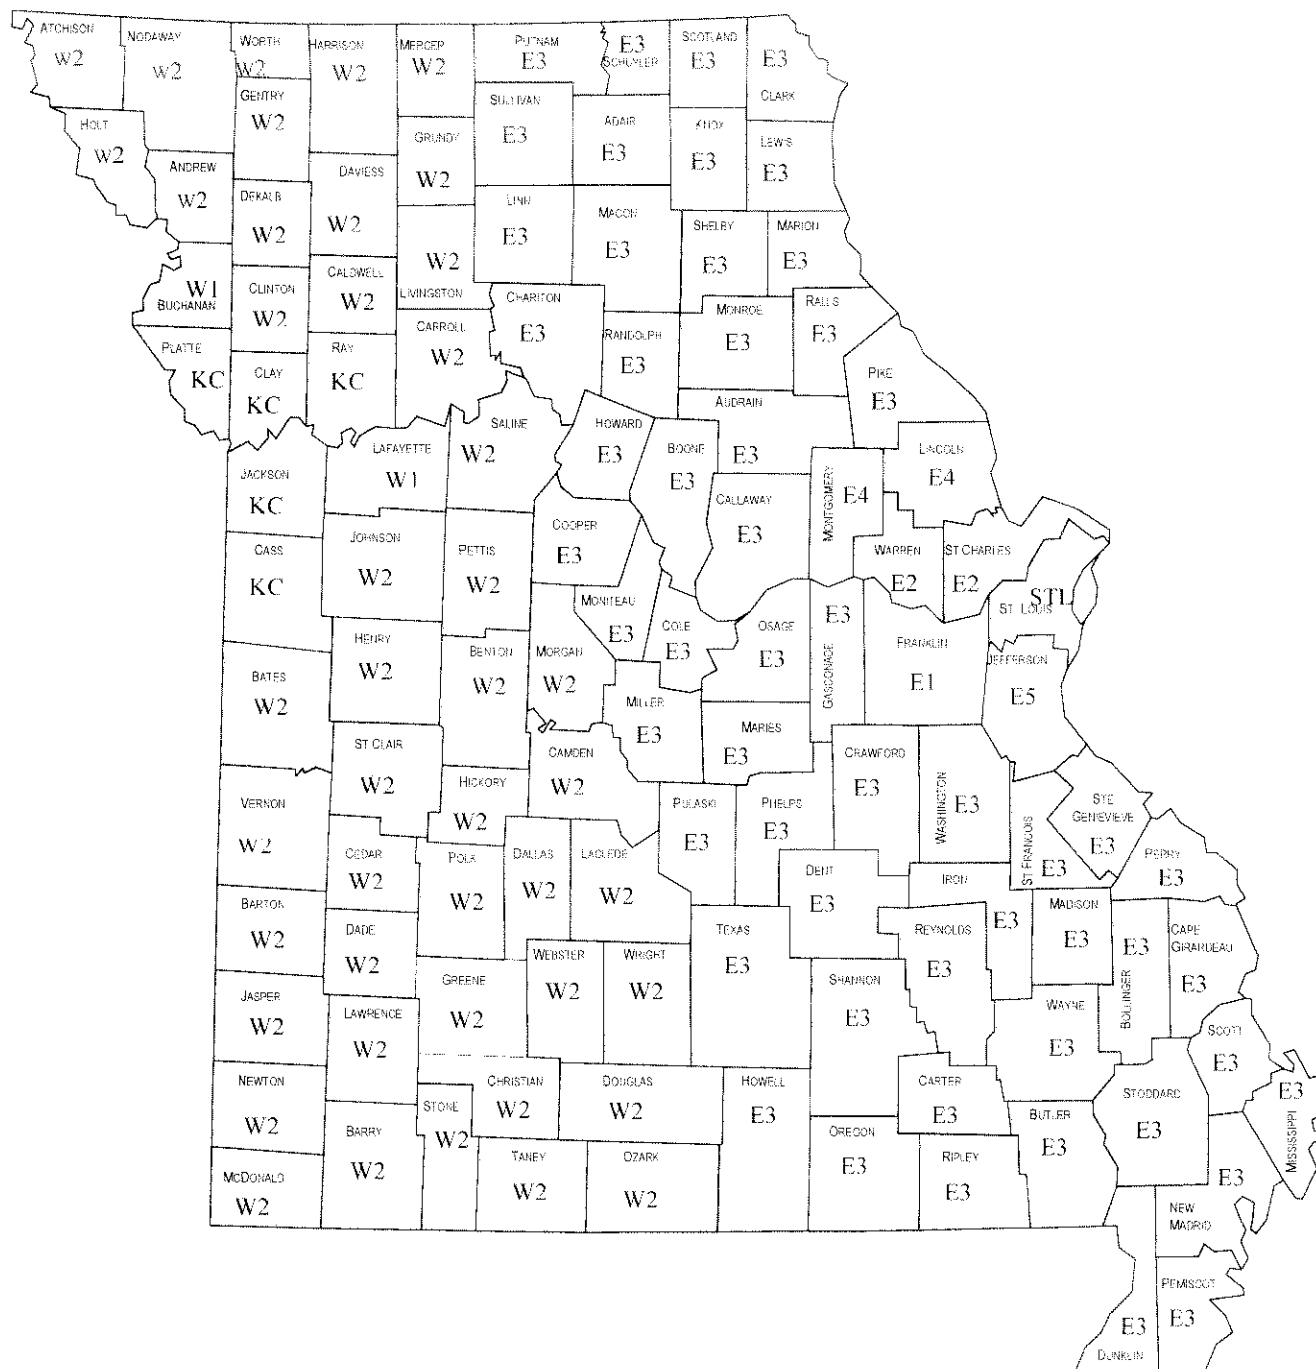 ATCHISON
W2
NODAWAY
W2
WORTH
W2
HARRISON
W2
MERCER
W2
PUTNAM
E3
E3
SCHUYLER
SCOTLAND
E3
E3
CLARK
HOLT
W2
GENTRY
W2
SULLIVAN
E3
ADAIR
E3
KNOX
E3
LEWIS
E3
ANDREW
W2
DEKALB
W2
DAVIESS
W2
GRUNDY
W2
LINN
E3
MACON
E3
SHELBY
E3
MARION
E3
W1
BUCHANAN
CLINTON
W2
CALDWELL
W2
W2
LIVINGSTON
CHARITON
E3
RANDOLPH
E3
MONROE
E3
RALLS
E3
PLATTE
KC
CLAY
KC
RAY
KC
CARROLL
W2
PIKE
E3
AUDRAIN
E3
JACKSON
KC
LAFAYETTE
W1
SALINE
W2
HOWARD
E3
BOONE
E3
CALLAWAY
E3
MONTGOMERY
E4
LINCOLN
E4
CASS
KC
JOHNSON
W2
PETTIS
W2
COOPER
E3
MONITEAU
E3
COLE
E3
OSAGE
E3
E3
GASCONADE
WARREN
E2
ST CHARLES
E2
STL
ST. LOUIS
FRANKLIN
E1
JEFFERSON
E5
BATES
W2
HENRY
W2
BENTON
W2
MORGAN
W2
MILLER
E3
MARIES
E3
VERNON
W2
ST CLAIR
W2
HICKORY
W2
CAMDEN
W2
PULASKI
E3
PHELPS
E3
CRAWFORD
E3
WASHINGTON
E3
ST FRANCOIS
E3
STE
GENEVIEVE
E3
PERRY
E3
BARTON
W2
CEDAR
W2
POLK
W2
DALLAS
W2
LACLEDE
W2
DENT
E3
IRON
E3
MADISON
E3
E3
BOLLINGER
CAPE
GIRARDEAU
E3
DADE
W2
TEXAS
E3
REYNOLDS
E3
JASPER
W2
LAWRENCE
W2
GREENE
W2
WEBSTER
W2
WRIGHT
W2
SHANNON
E3
WAYNE
E3
SCOTT
E3
NEWTON
W2
BARRY
W2
STONE
W2
CHRISTIAN
W2
DOUGLAS
W2
HOWELL
E3
CARTER
E3
BUTLER
E3
STODDARD
E3
E3
MISSISSIPPI
MCDONALD
W2
TANEY
W2
OZARK
W2
OREGON
E3
RIPLEY
E3
E3
NEW
MADRID
PEMISCOT
E3
E3
DUNKLIN